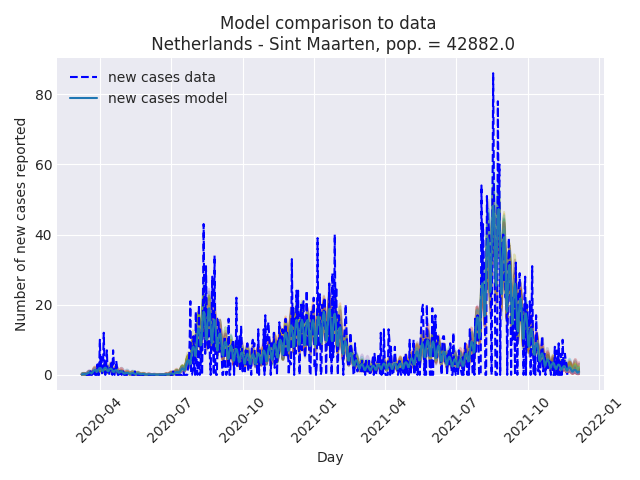 Model comparison to data
Netherlands - Sint Maarten, pop. = 42882.0
new cases data
new cases model
Number of new cases reported
80
60
40
20
0
2020-04
2020-07
2020-10
2021-01
2021-04
2021-07
2021-10
2022-01
Day